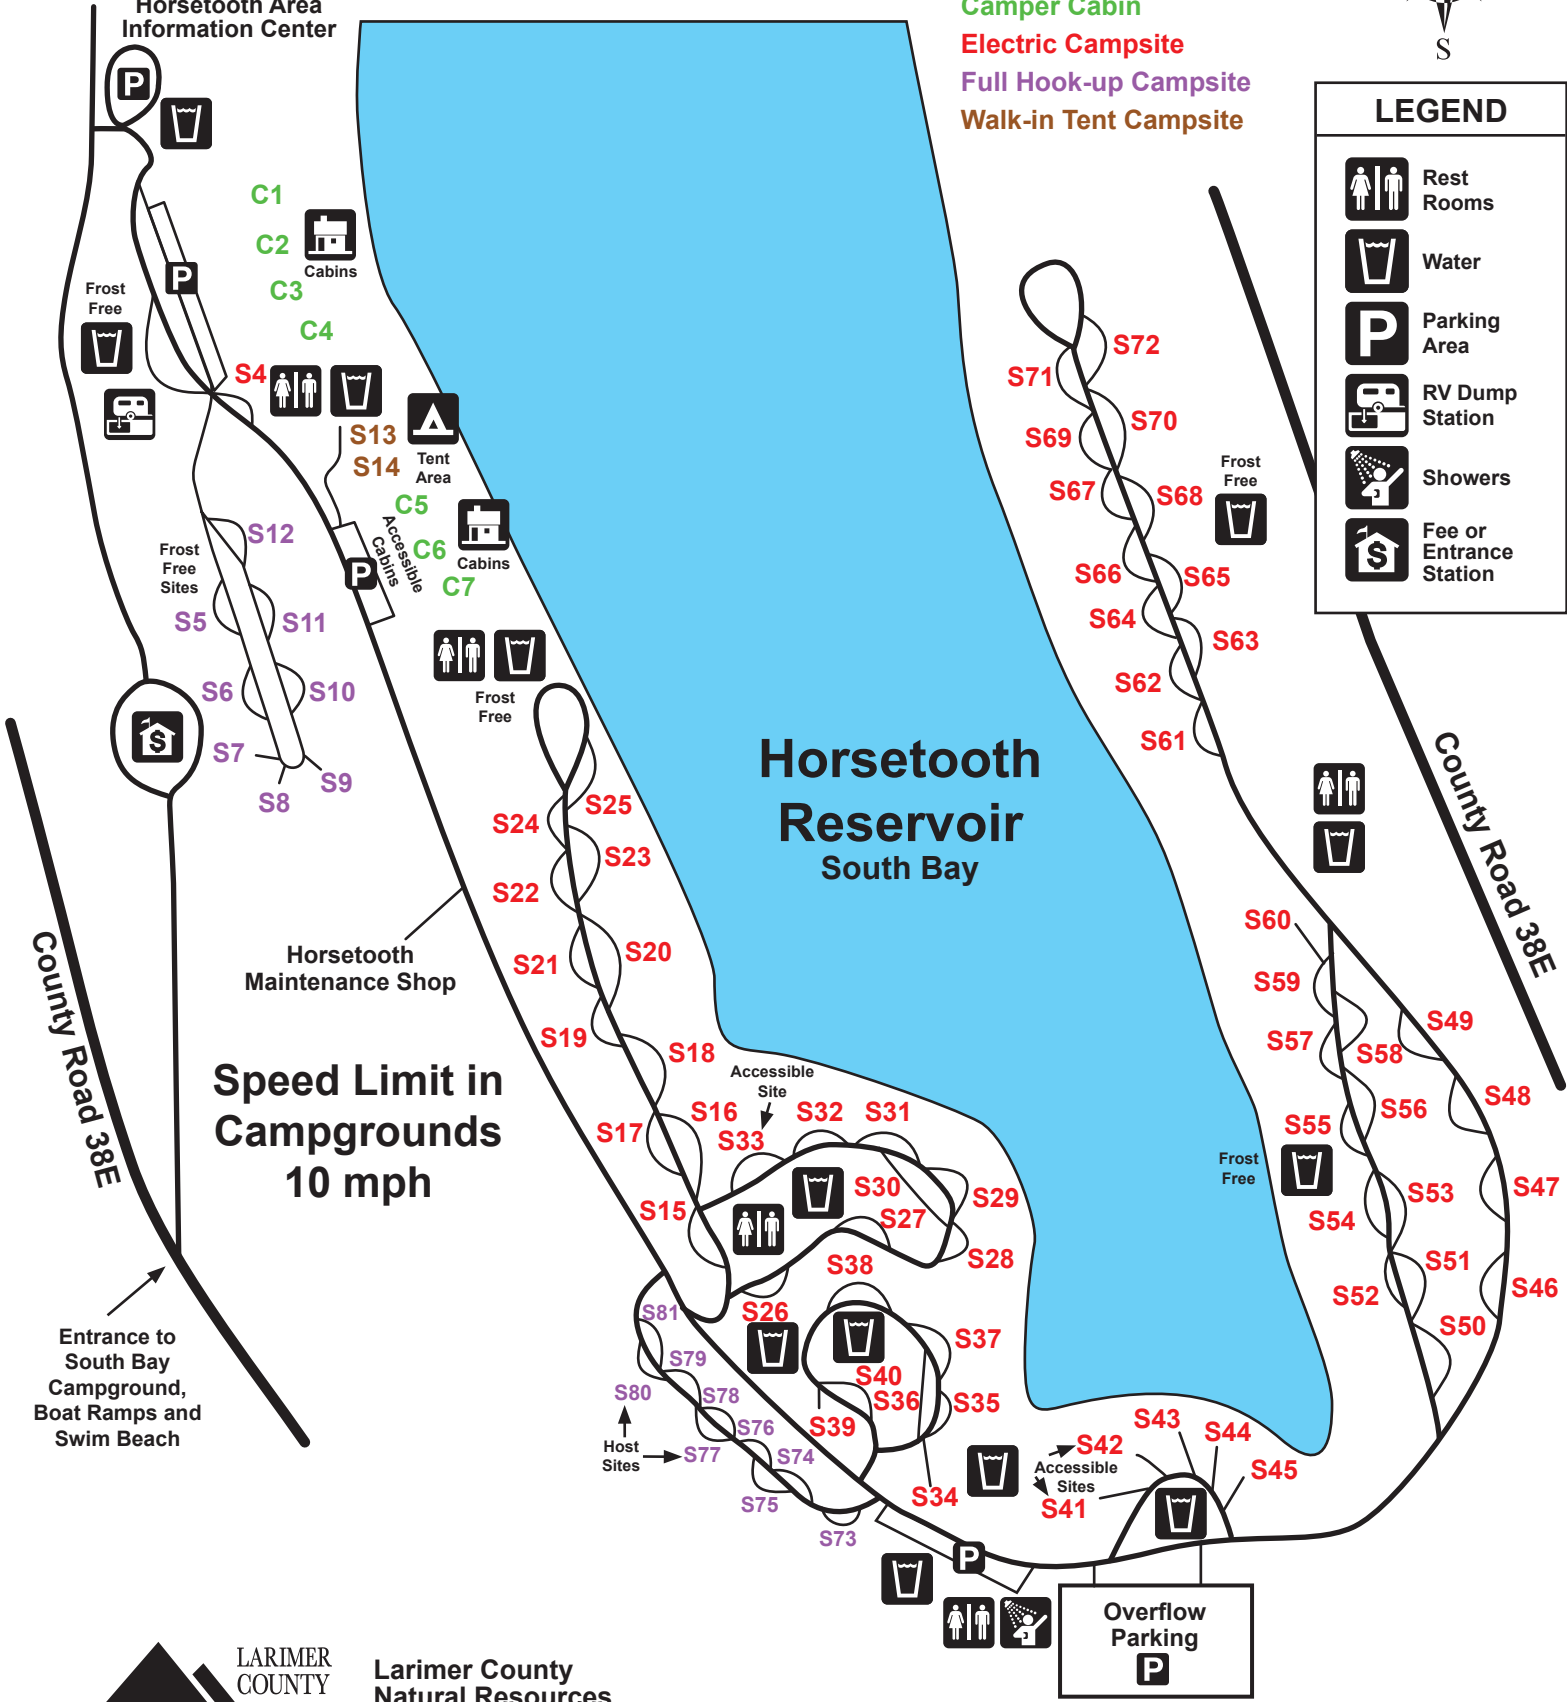 Horsetooth Area
Information Center
P
Camper Cabin
Electric Campsite
Full Hook-up Campsite
Walk-in Tent Campsite
S
LEGEND
Rest
Rooms
Water
P
Parking
Area
RV Dump
Station
Showers
$
Fee or
Entrance
Station
C1
C2
C3
C4
Cabins
P
Frost
Free
S4
S13
S14
Tent
Area
C5
C6
C7
Cabins
Accessible
Cabins
P
S12
Frost
Free
Sites
S5
S11
S6
S10
S7
S8
S9
$
Frost
Free
S25
S24
S23
S22
S20
S21
S19
S18
S17
S16
S15
Horsetooth
Maintenance Shop
County Road 38E
Speed Limit in
Campgrounds
10 mph
Entrance to
South Bay
Campground,
Boat Ramps and
Swim Beach
Horsetooth
Reservoir
South Bay
Accessible
Site
S33
S32
S31
S30
S29
S27
S28
S26
S38
S37
S40
S36
S35
S39
S34
S81
S79
S80
S78
S76
S77
S74
S75
S73
Host
Sites
S72
S71
S70
S69
S67
S68
Frost
Free
S66
S65
S64
S63
S62
S61
County Road 38E
S60
S59
S57
S58
S49
S48
S56
S55
Frost
Free
S54
S53
S47
S51
S52
S46
S50
S43
S44
S42
S45
Accessible
Sites
S41
P
Overflow
Parking
P
LARIMER
COUNTY
Larimer County
Natural Resources